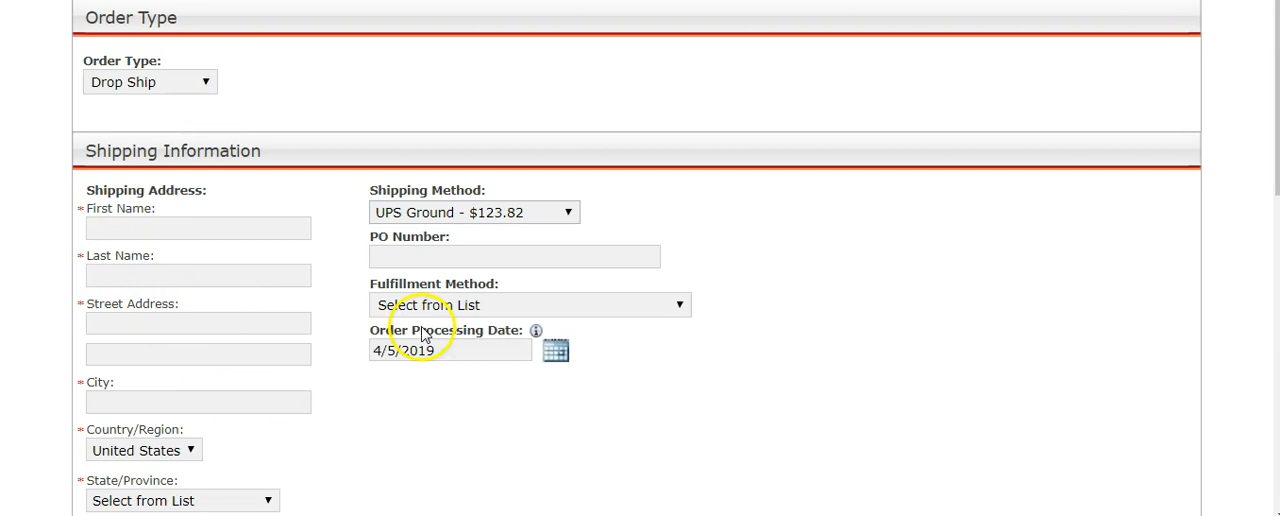 Order Type
Order Type:
Drop Ship
Shipping Information
Shipping Address:
* First Name:
* Last Name:
* Street Address:
* City:
* Country/Region:
United States
* State/Province:
Select from List
Shipping Method:
UPS Ground - $123.82
PO Number:
Fulfillment Method:
Select from List
Order Processing Date:
4/5/2019